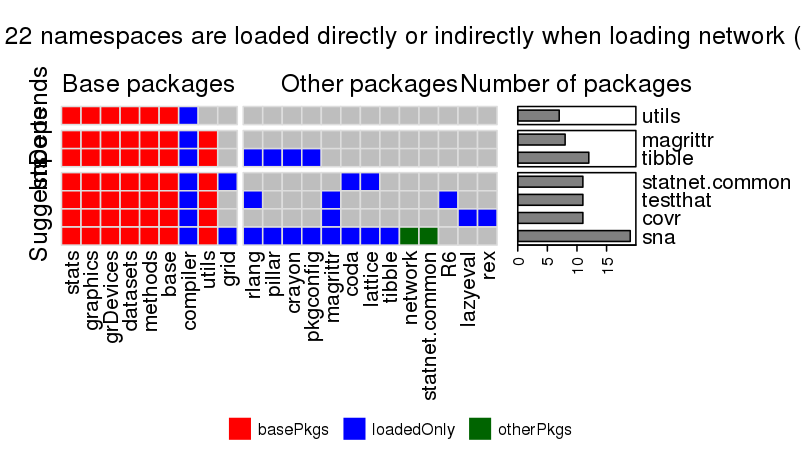 22 namespaces are loaded directly or indirectly when loading network (
Base packages
Other packages
Number of packages
Depends
Suggests
utils
magrittr
tibble
statnet.common
testthat
covr
sna
0
5
10
15
stats
graphics
grDevices
datasets
methods
base
compiler
utils
grid
rlang
pillar
crayon
pkgconfig
magrittr
coda
lattice
tibble
network
statnet.common
R6
lazyeval
rex
basePkgs
loadedOnly
otherPkgs